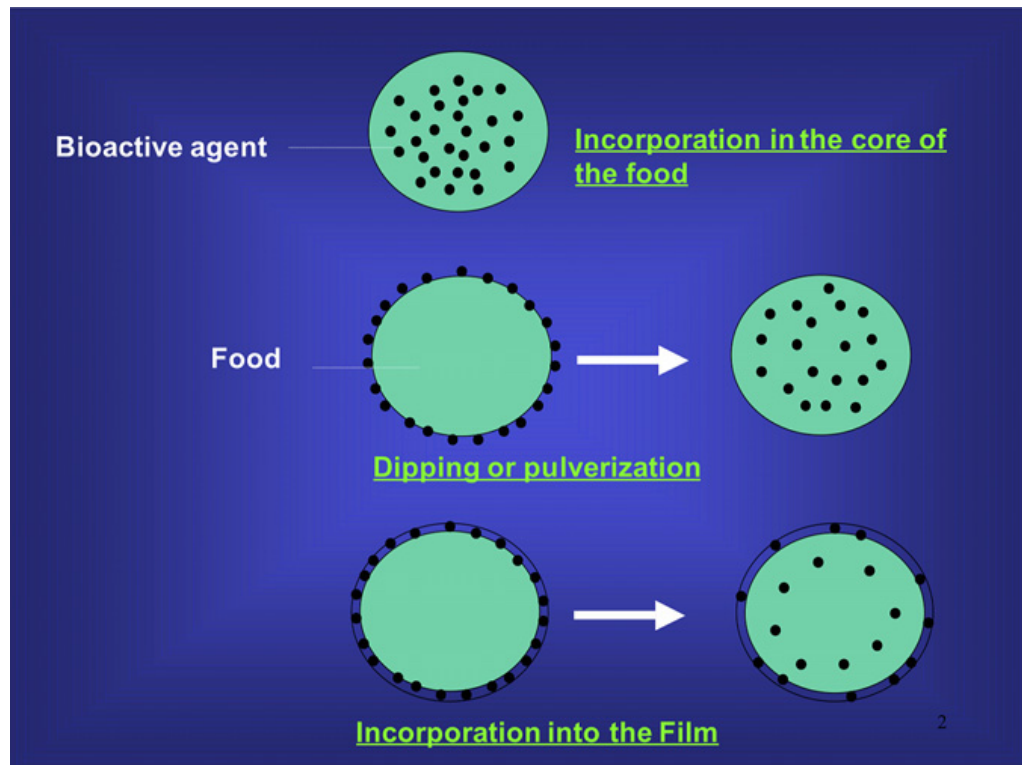 Bioactive agent
Incorporation in the core of
the food
Food
Dipping or pulverization
Incorporation into the Film
2